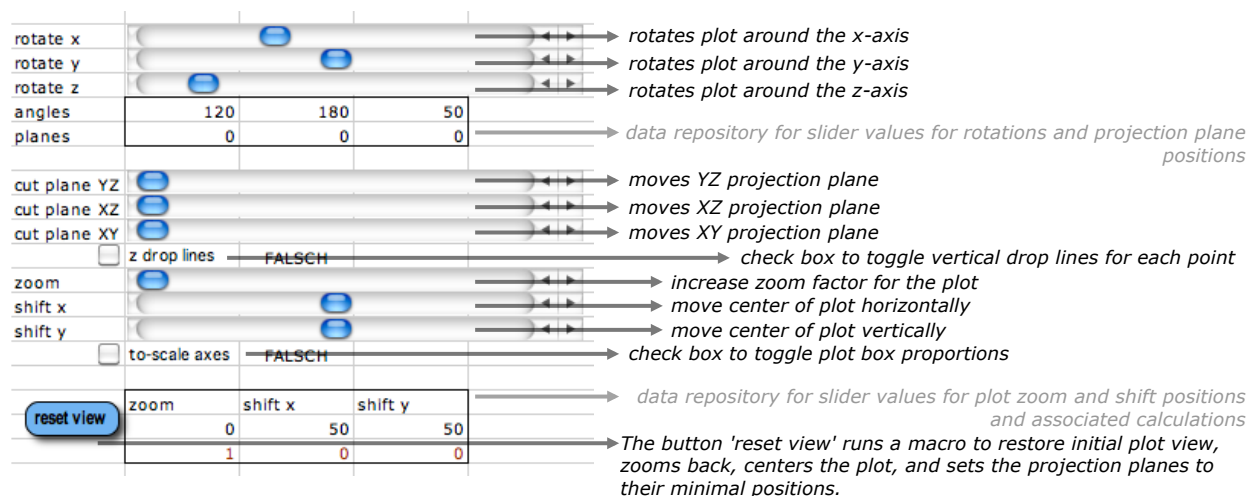 rotate x rotates plot around the x-axis
rotate y rotates plot around the y-axis
rotate z rotates plot around the z-axis
angles 120 180 50
planes 0 0 0 data repository for slider values for rotations and projection plane
positions
cut plane YZ moves YZ projection plane
cut plane XZ moves XZ projection plane
cut plane XY moves XY projection plane
z drop lines FALSCH check box to toggle vertical drop lines for each point
zoom increase zoom factor for the plot
shift x move center of plot horizontally
shift y move center of plot vertically
to-scale axes FALSCH check box to toggle plot box proportions
zoom shift x shift y data repository for slider values for plot zoom and shift positions
reset view 0 50 50 and associated calculations
1 0 0 The button 'reset view' runs a macro to restore initial plot view,
zooms back, centers the plot, and sets the projection planes to
their minimal positions.